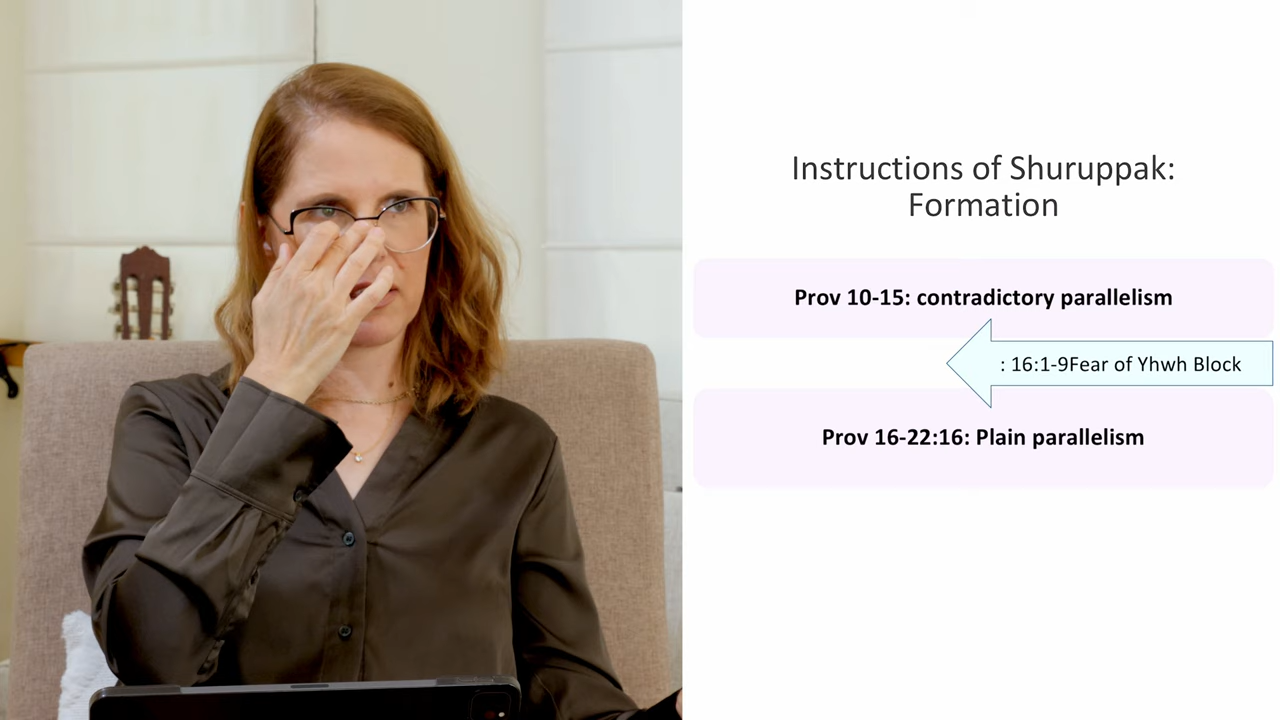 Instructions of Shuruppak:
Formation
Prov 10-15: contradictory parallelism
: 16:1-9Fear of Yhwh Block
Prov 16-22:16: Plain parallelism